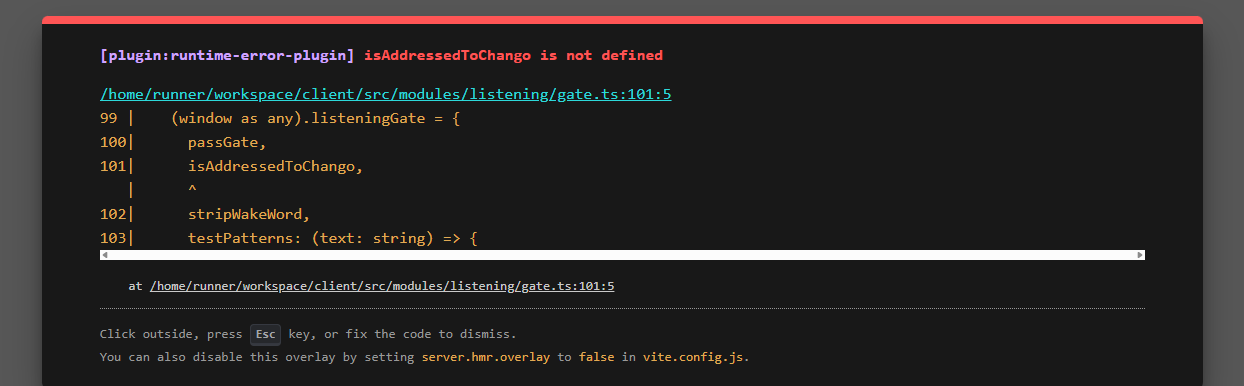 [plugin:runtime-error-plugin] isAddressedToChango is not defined
/home/runner/workspace/client/src/modules/listening/gate.ts:101:5
99 |    (window as any).listeningGate = {
100|      passGate,
101|      isAddressedToChango,
   |      ^
102|      stripWakeWord,
103|      testPatterns: (text: string) => {
at /home/runner/workspace/client/src/modules/listening/gate.ts:101:5
Click outside, press Esc key, or fix the code to dismiss.
You can also disable this overlay by setting server.hmr.overlay to false in vite.config.js.